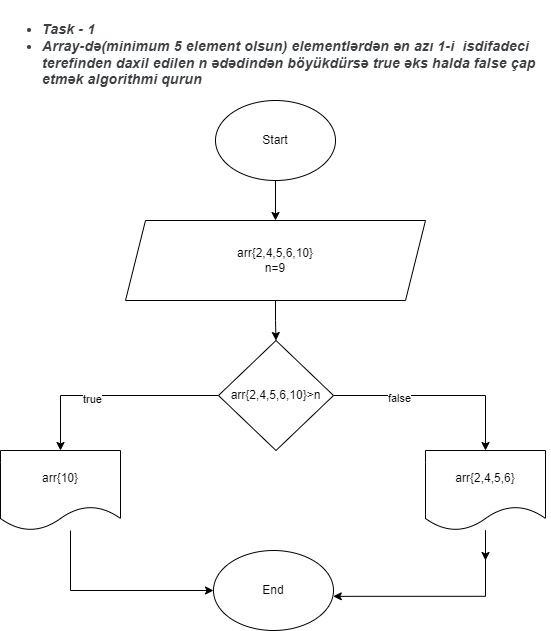 Task - 1
Array-də(minimum 5 element olsun) elementlərdən ən azı 1-i isdifadeci
terefinden daxil edilen n ədədindən böyükdürsə true əks halda false çap
etmək algorithmi qurun
Start
arr{2,4,5,6,10}
n=9
arr{2,4,5,6,10}>n
true
false
arr{10}
arr{2,4,5,6}
End